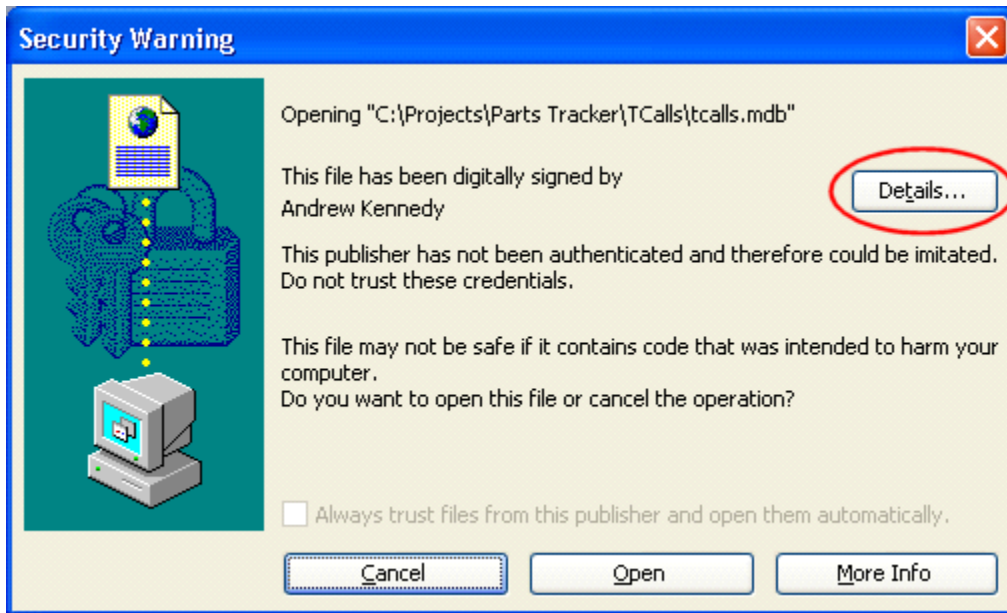 Security Warning
Opening "C:\Projects\Parts Tracker\TCalls\tcalls.mdb"
This file has been digitally signed by
Details...
Andrew Kennedy
This publisher has not been authenticated and therefore could be imitated.
Do not trust these credentials.
This file may not be safe if it contains code that was intended to harm your
computer.
Do you want to open this file or cancel the operation?
Always trust files from this publisher and open them automatically.
Cancel
Open
More Info